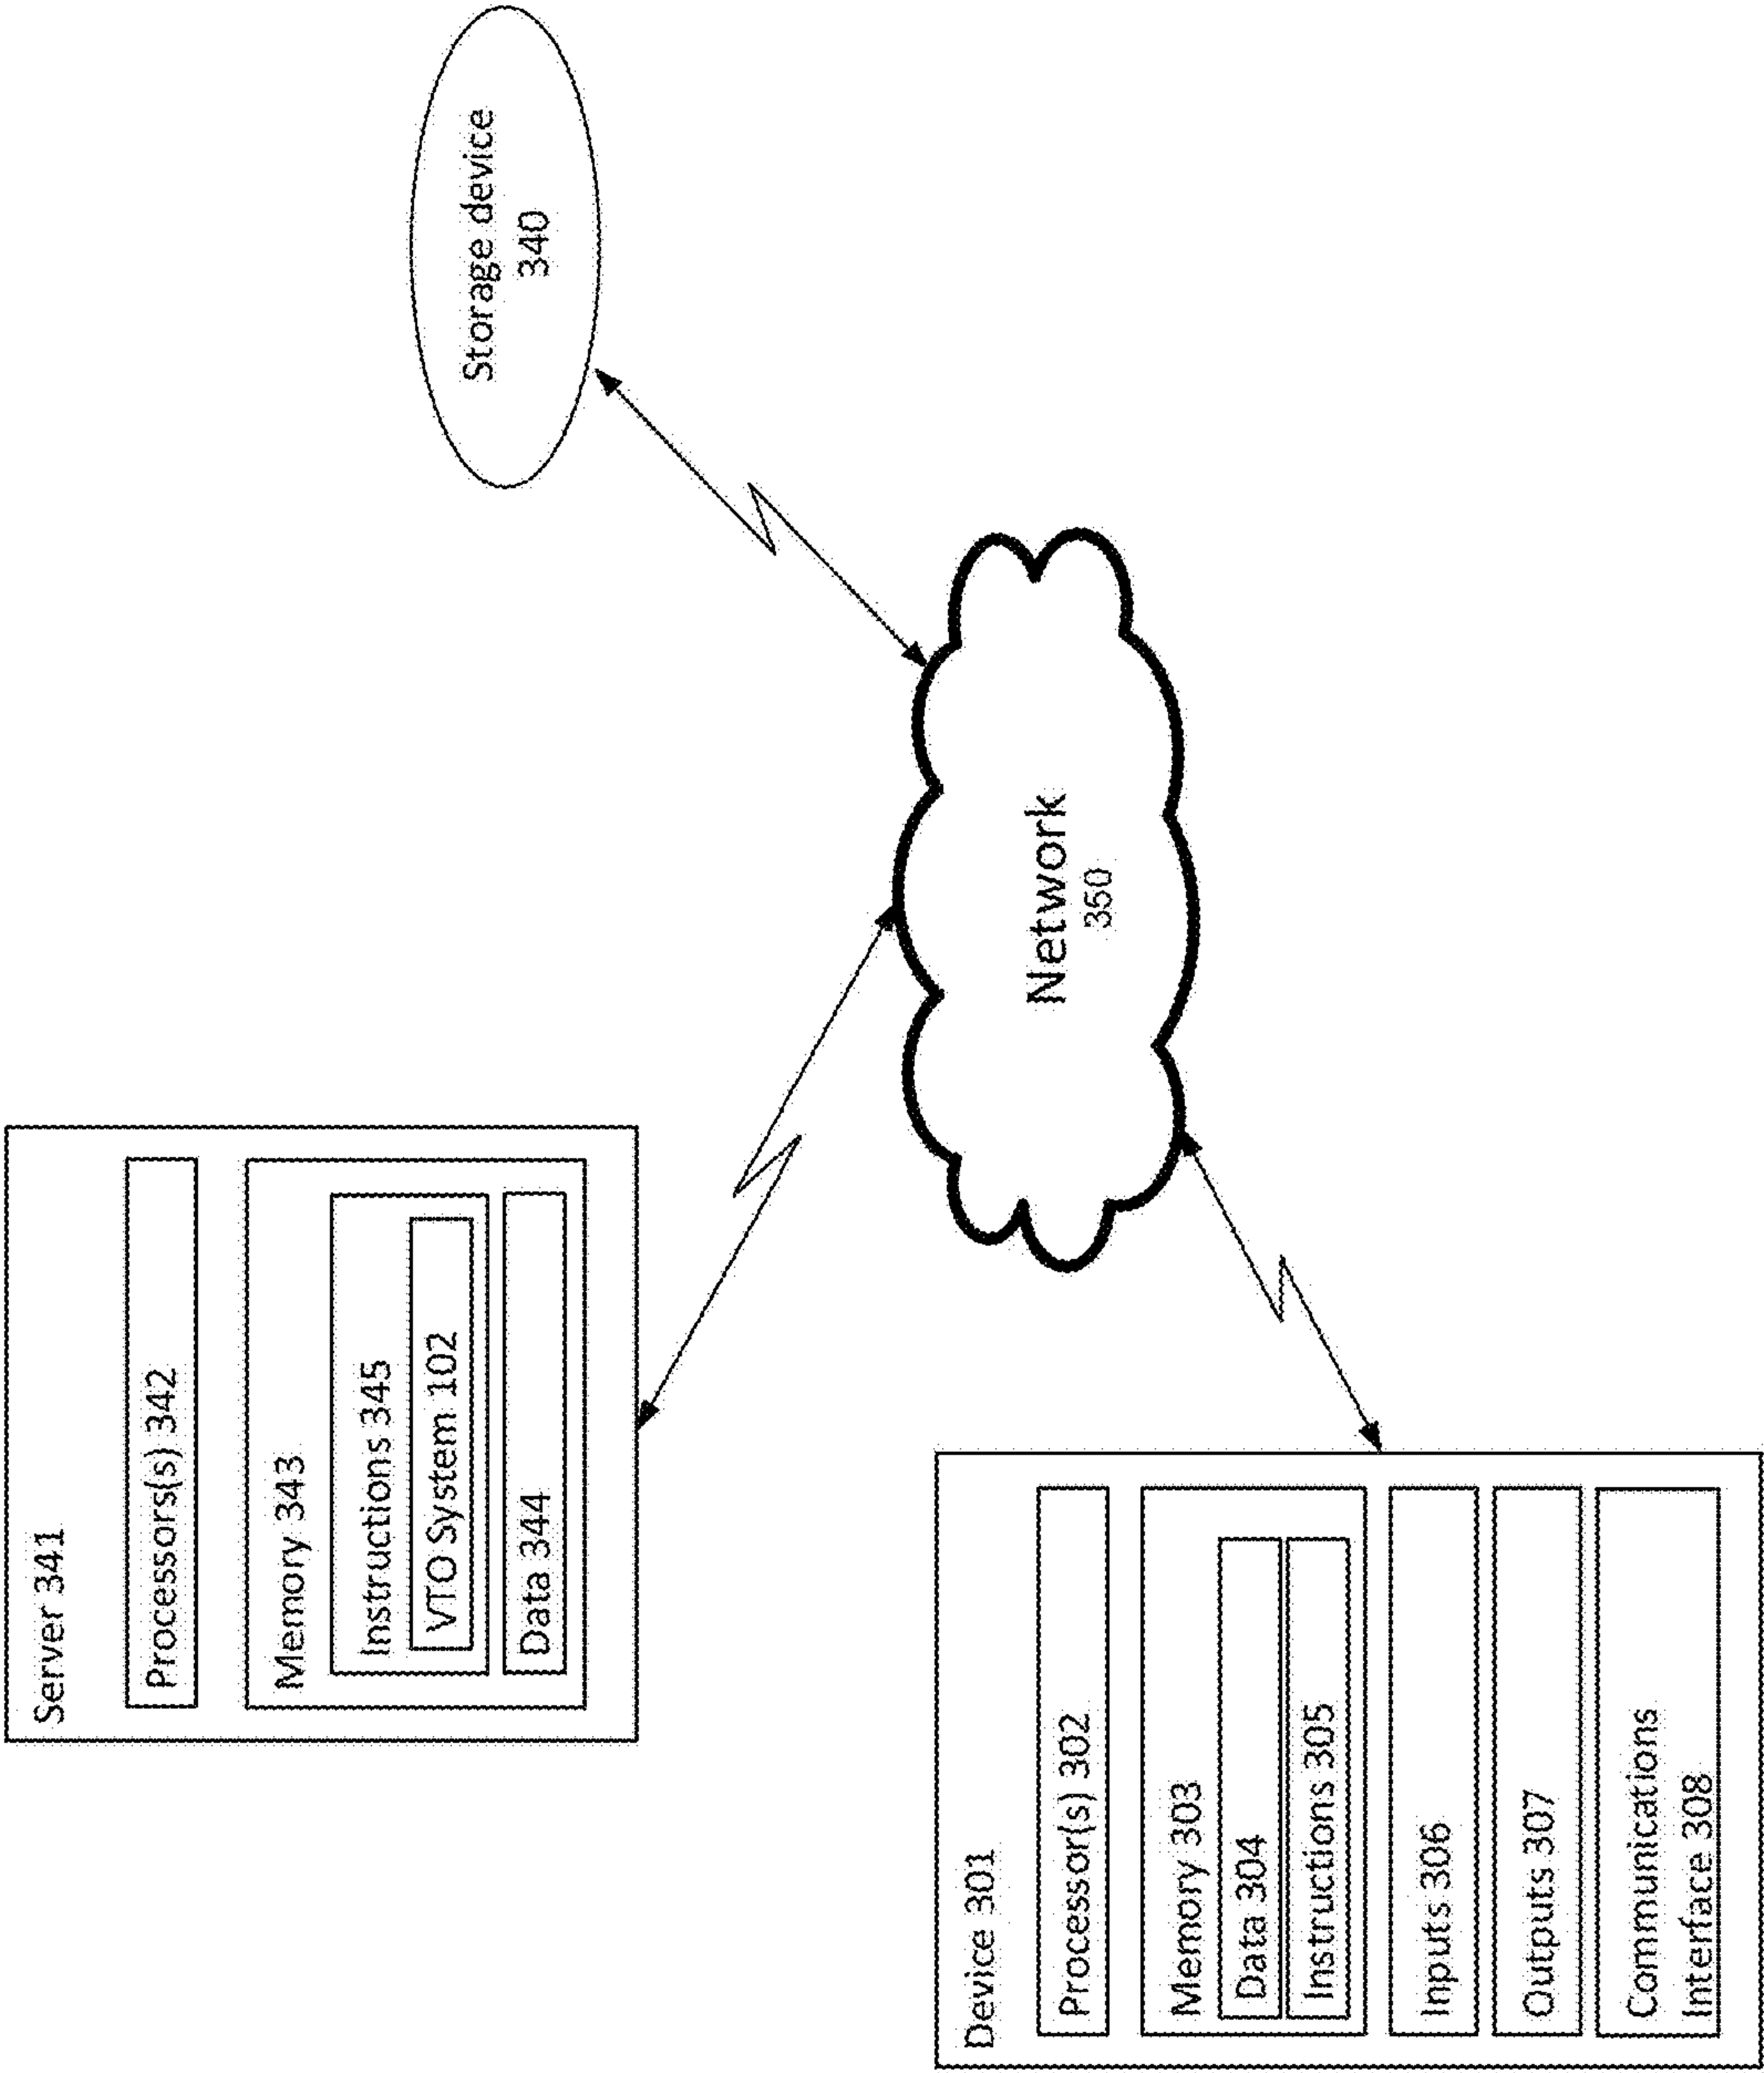 Server 341
Processors(s) 342
Memory 343
Instructions 345
VTO System 102
Data 344
Storage device
340
Network
350
Device 301
Processor(s) 302
Memory 303
Data 304
Instructions 305
Inputs 306
Outputs 307
Communications
Interface 308